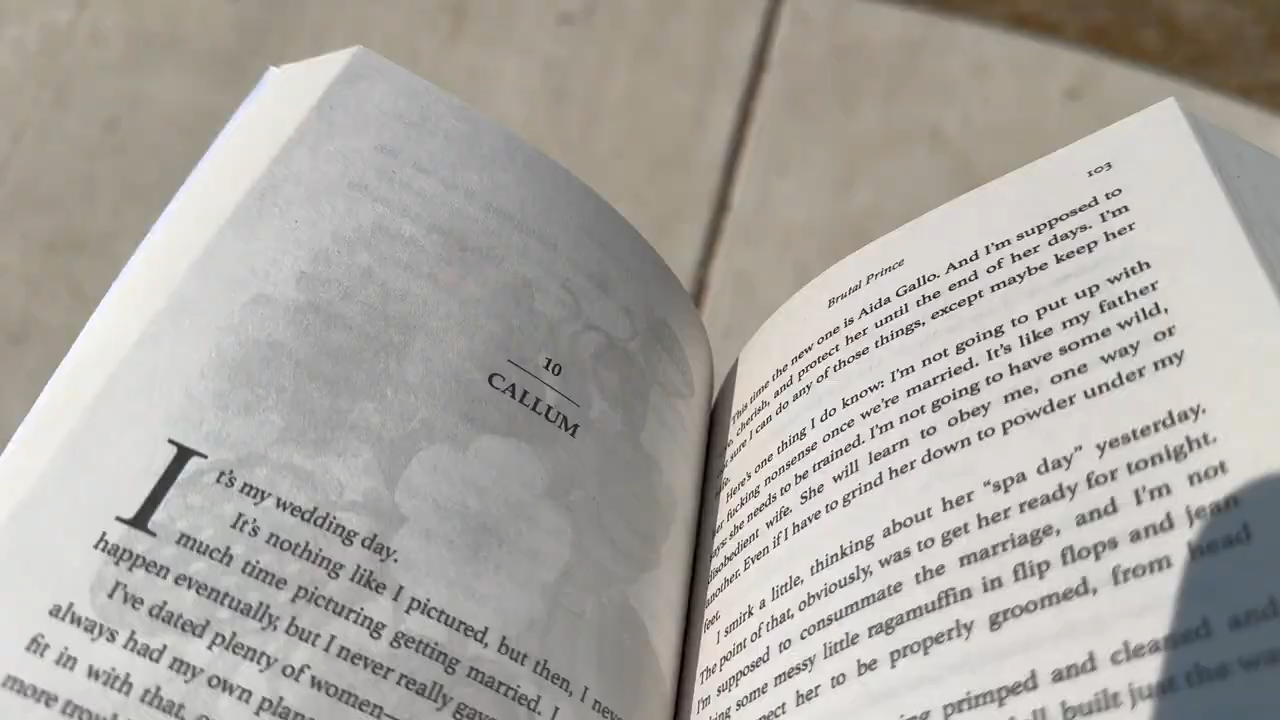 10
CALLUM
It's my wedding day.
It's nothing like I pictured, but then, I
much time picturing getting married. I
happen eventually, but I never really
I've dated plenty of women—
always had my own
fit in with that,
more
103
Brutal Prince
This time the new one is Aida Gallo. And I'm supposed to
cherish, and protect her until the end of her days. I'm
sure I can do any of those things, except maybe keep her
Here's one thing I do know: I'm not going to put up with
her fucking nonsense once we're married. It's like my father
says: she needs to be trained. I'm not going to have some wild,
disobedient wife. She will learn to obey me, one way or
another. Even if I have to grind her down to powder under my
feet.
I smirk a little, thinking about her “spa day” yesterday.
The point of that, obviously, was to get her ready for tonight.
I'm supposed to consummate the marriage, and I'm not
some messy little ragamuffin in flip flops and jean
her to be properly groomed, from head
primped and cleaned and
built just the